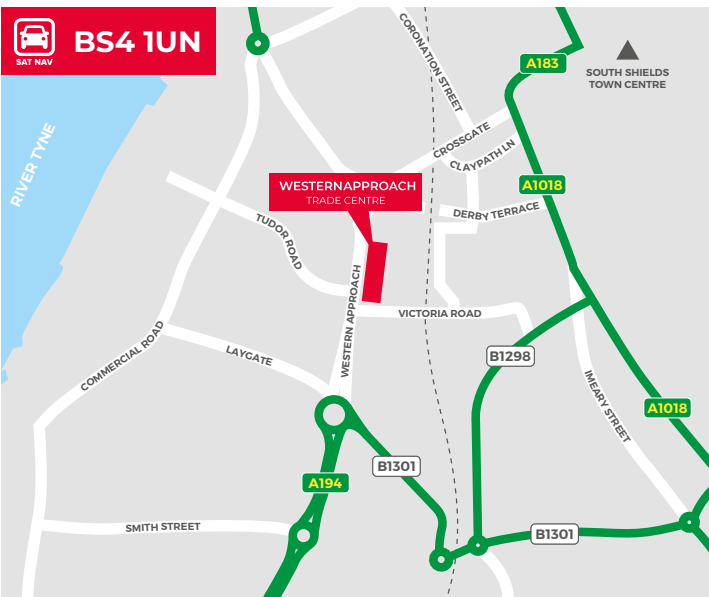 SAT NAV
BS4 1UN
CORONATION STREET
A183
SOUTH SHIELDS
TOWN CENTRE
RIVER TYNE
CROSSGATE
CLAYPATH LN
WESTERNAPPROACH
TRADE CENTRE
A1018
DERBY TERRACE
TUDOR ROAD
WESTERN APPROACH
VICTORIA ROAD
COMMERCIAL ROAD
LAYGATE
B1298
IMEARY STREET
A1018
B1301
A194
SMITH STREET
B1301